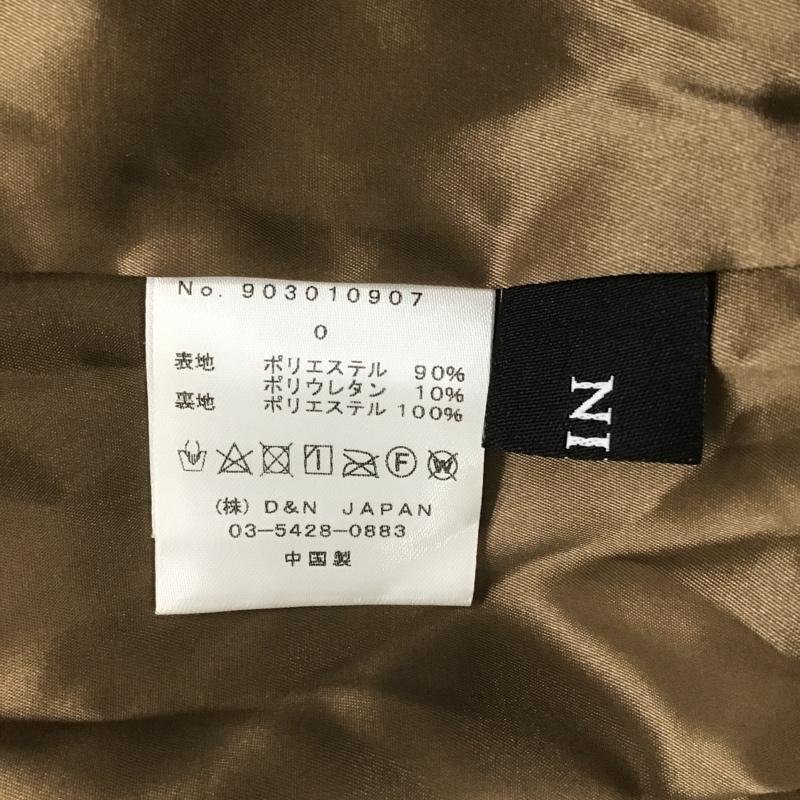 No. 903010907
0
表地 ポリエステル 90%
ポリウレタン 10%
裏地 ポリエステル 100%
F W
(株) D&N JAPAN
03-5428-0883
中国製
IN